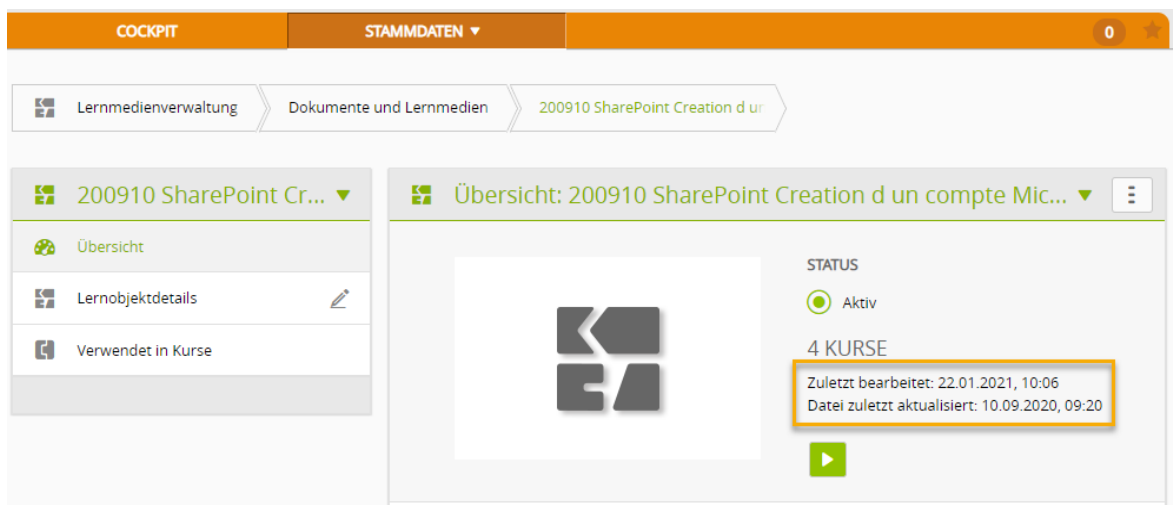 COCKPIT
STAMMDATEN
0
Lernmedienverwaltung
Dokumente und Lernmedien
200910 SharePoint Creation d un
200910 SharePoint Cr...
Übersicht
Lernobjektdetails
Verwendet in Kurse
Übersicht: 200910 SharePoint Creation d un compte Mic...
STATUS
Aktiv
4 KURSE
Zuletzt bearbeitet: 22.01.2021, 10:06
Datei zuletzt aktualisiert: 10.09.2020, 09:20